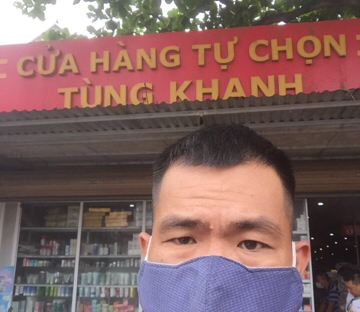 CỬA HÀNG TỰ CHỌN
TÙNG KHANH